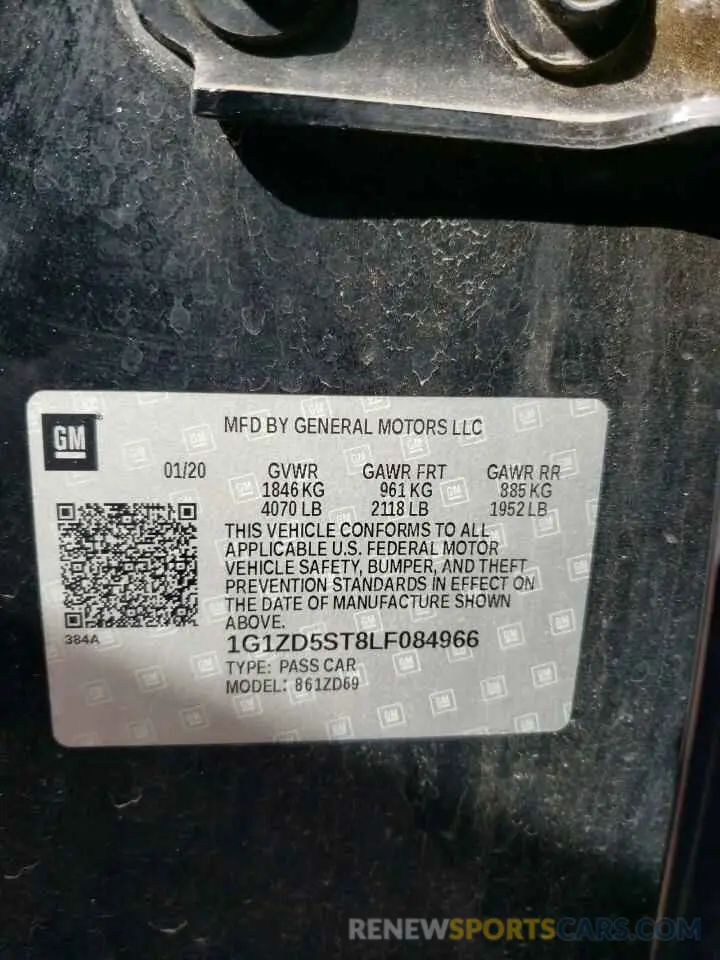 GM
MFD BY GENERAL MOTORS LLC
01/20 GVWR GAWR FRT GAWR RR
1846 KG 961 KG 885 KG
4070 LB 2118 LB 1952 LB
THIS VEHICLE CONFORMS TO ALL
APPLICABLE U.S. FEDERAL MOTOR
VEHICLE SAFETY, BUMPER, AND THEFT
PREVENTION STANDARDS IN EFFECT ON
THE DATE OF MANUFACTURE SHOWN
ABOVE.
384A
1G1ZD5ST8LF084966
TYPE: PASS CAR
MODEL: 861ZD69
RENEWSPORTSCARS.COM